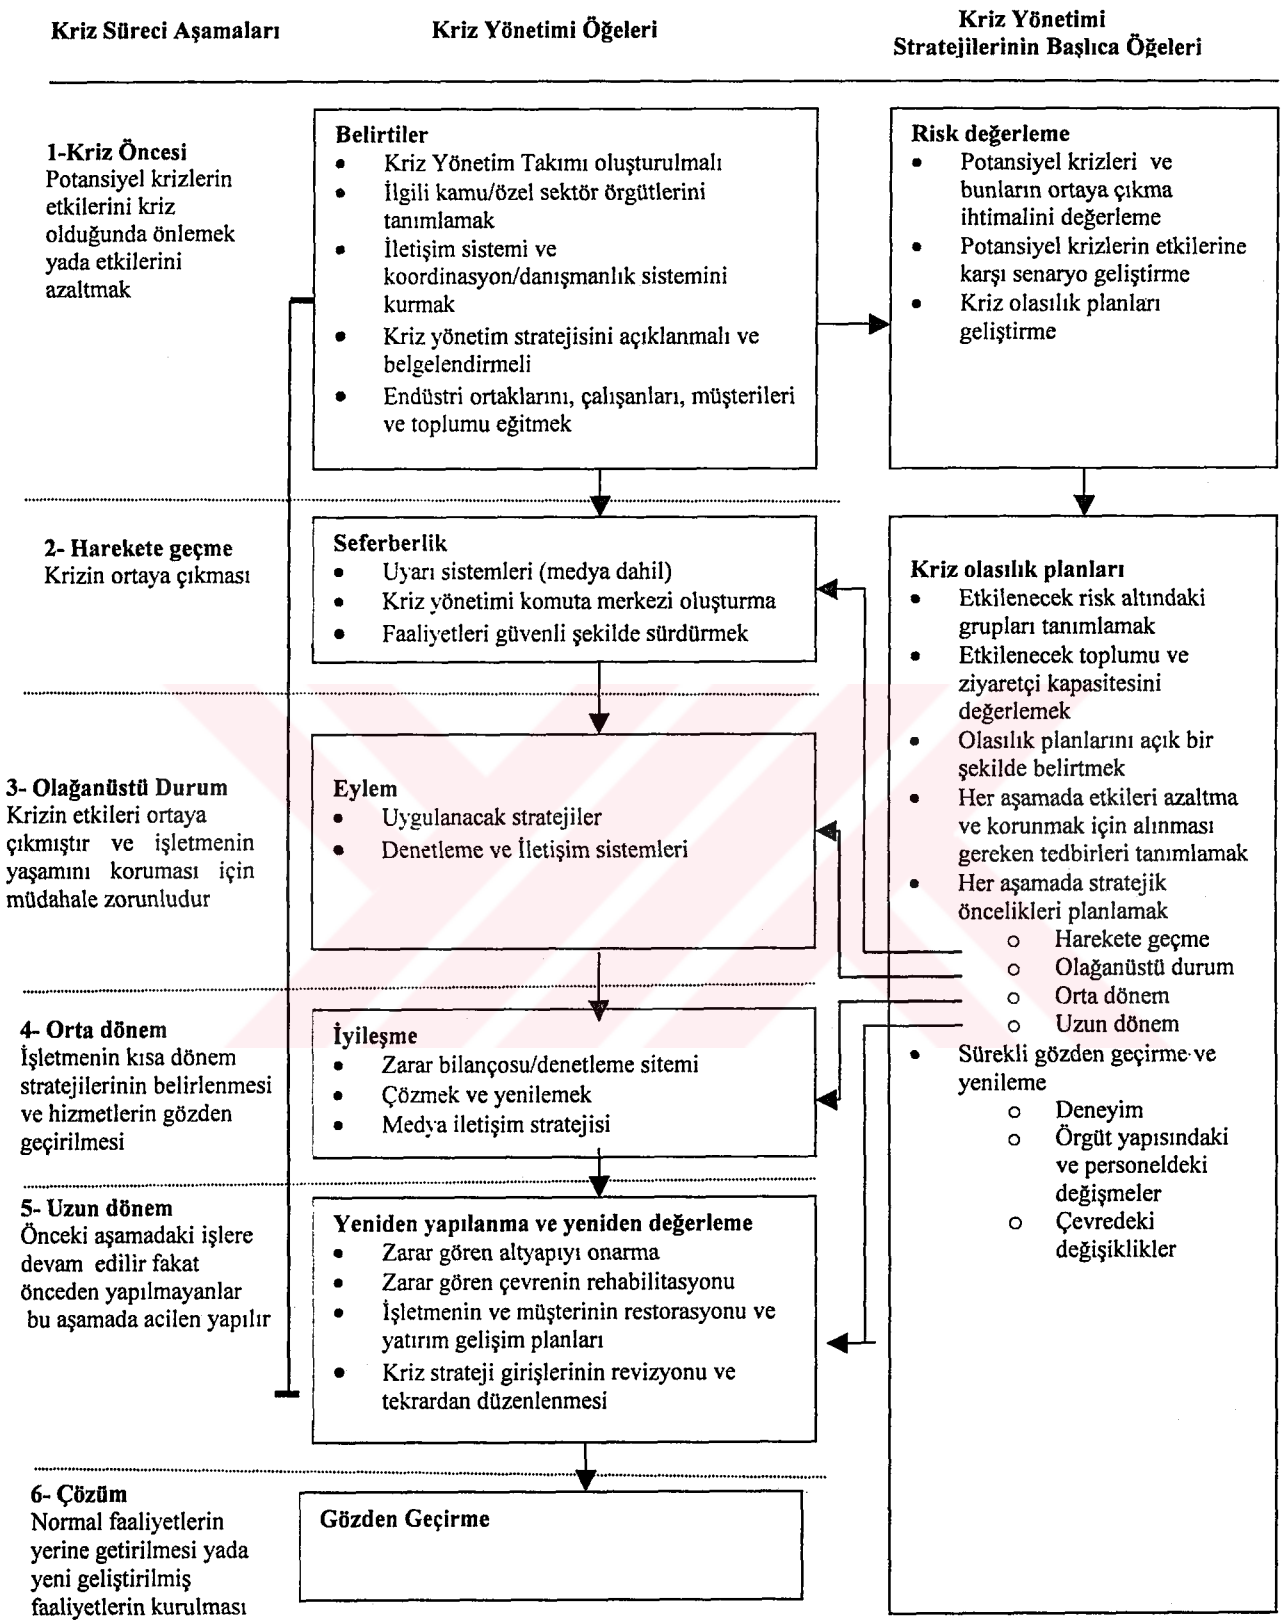 Kriz Süreci Aşamaları
Kriz Yönetimi Öğeleri
Kriz Yönetimi
Stratejilerinin Başlıca Öğeleri
1-Kriz Öncesi
Potansiyel krizlerin
etkilerini kriz
olduğunda önlemek
yada etkilerini
azaltmak
Belirtiler
• Kriz Yönetim Takımı oluşturulmalı
• İlgili kamu/özel sektör örgütlerini
tanımlamak
• İletişim sistemi ve
koordinasyon/danışmanlık sistemini
kurmak
• Kriz yönetim stratejisini açıklanmalı ve
belgelendirmeli
• Endüstri ortaklarını, çalışanları, müşterileri
ve toplumu eğitmek
Risk değerleme
• Potansiyel krizleri ve
bunların ortaya çıkma
ihtimalini değerleme
• Potansiyel krizlerin etkilerine
karşı senaryo geliştirme
• Kriz olasılık planları
geliştirme
2- Harekete geçme
Krizin ortaya çıkması
Seferberlik
• Uyarı sistemleri (medya dahil)
• Kriz yönetimi komuta merkezi oluşturma
• Faaliyetleri güvenli şekilde sürdürmek
3- Olağanüstü Durum
Krizin etkileri ortaya
çıkmıştır ve işletmenin
yaşamını koruması için
müdahale zorunludur
Eylem
• Uygulanacak stratejiler
• Denetleme ve İletişim sistemleri
4- Orta dönem
İşletmenin kısa dönem
stratejilerinin belirlenmesi
ve hizmetlerin gözden
geçirilmesi
İyileşme
• Zarar bilançosu/denetleme sitemi
• Çözmek ve yenilemek
• Medya iletişim stratejisi
5- Uzun dönem
Önceki aşamadaki işlere
devam edilir fakat
önceden yapılmayanlar
bu aşamada acilen yapılır
Yeniden yapılanma ve yeniden değerleme
• Zarar gören altyapıyı onarma
• Zarar gören çevrenin rehabilitasyonu
• İşletmenin ve müşterinin restorasyonu ve
yatırım gelişim planları
• Kriz strateji girişlerinin revizyonu ve
tekrardan düzenlenmesi
6- Çözüm
Normal faaliyetlerin
yerine getirilmesi yada
yeni geliştirilmiş
faaliyetlerin kurulması
Gözden Geçirme
Kriz olasılık planları
• Etkilenecek risk altındaki
grupları tanımlamak
• Etkilenecek toplumu ve
ziyaretçi kapasitesini
değerlemek
• Olasılık planlarını açık bir
şekilde belirtmek
• Her aşamada etkileri azaltma
ve korunmak için alınması
gereken tedbirleri tanımlamak
• Her aşamada stratejik
öncelikleri planlamak
o Harekete geçme
o Olağanüstü durum
o Orta dönem
o Uzun dönem
• Sürekli gözden geçirme ve
yenileme
o Deneyim
o Örgüt yapısındaki
ve personeldeki
değişmeler
o Çevredeki
değişiklikler